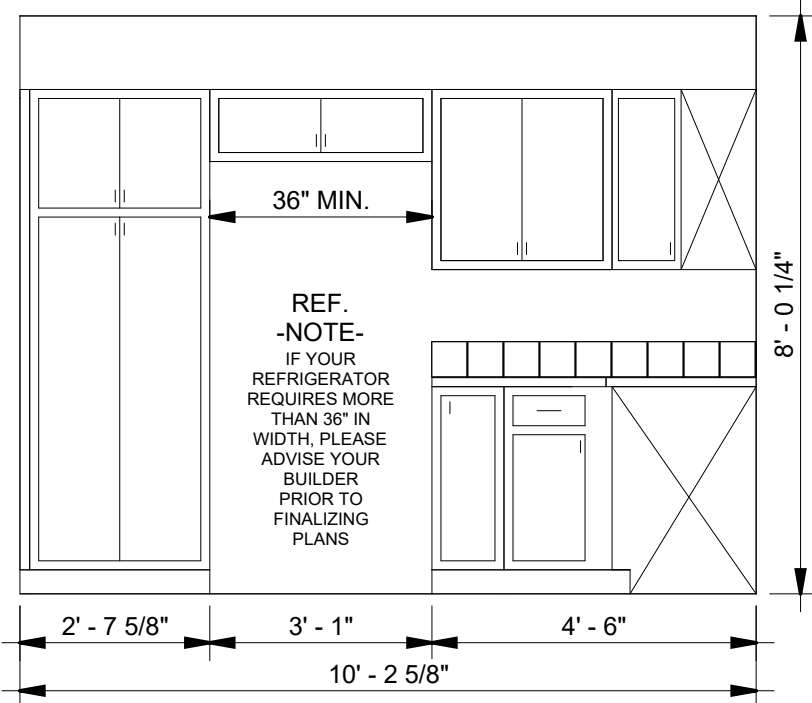 36" MIN.
REF.
-NOTE-
IF YOUR
REFRIGERATOR
REQUIRES MORE
THAN 36" IN
WIDTH, PLEASE
ADVISE YOUR
BUILDER
PRIOR TO
FINALIZING
PLANS
8' - 0 1/4"
2' - 7 5/8"
3' - 1"
4' - 6"
10' - 2 5/8"